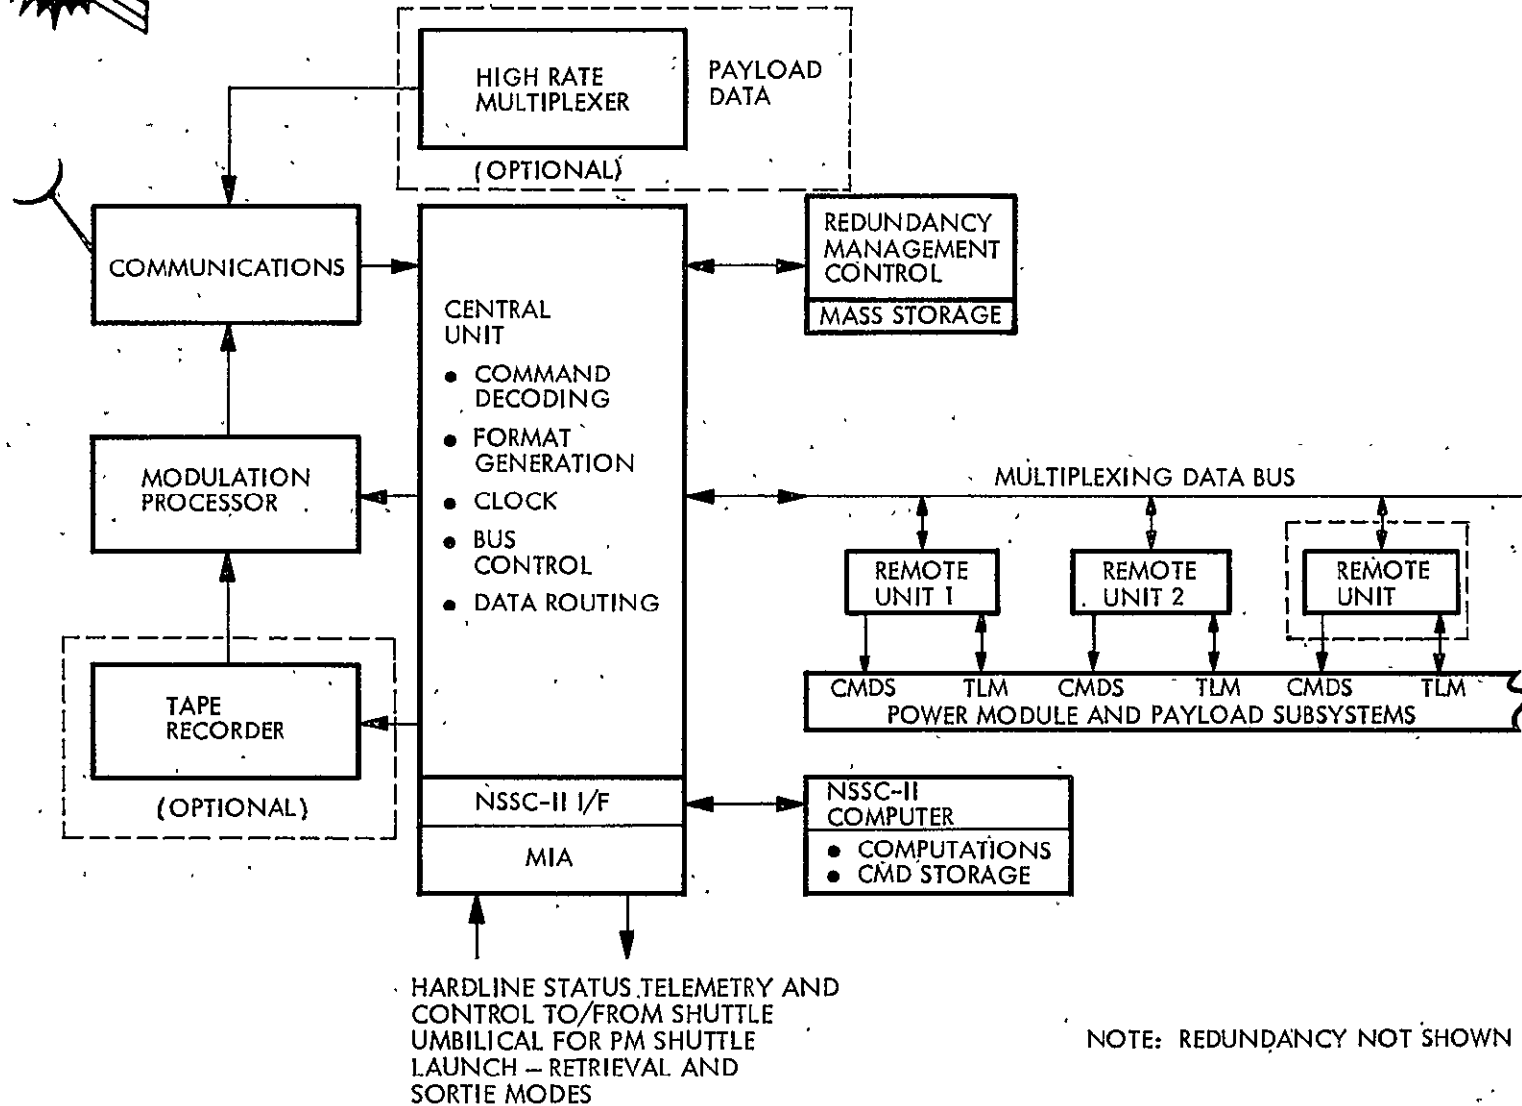 HIGH RATE
MULTIPLEXER
PAYLOAD
DATA
(OPTIONAL)
COMMUNICATIONS
REDUNDANCY
MANAGEMENT
CONTROL
MASS STORAGE
CENTRAL
UNIT
• COMMAND
DECODING
• FORMAT
GENERATION
• CLOCK
• BUS
CONTROL
• DATA ROUTING
MODULATION
PROCESSOR
MULTIPLEXING DATA BUS
REMOTE
UNIT 1
REMOTE
UNIT 2
REMOTE
UNIT
CMDS TLM CMDS TLM CMDS TLM
POWER MODULE AND PAYLOAD SUBSYSTEMS
TAPE
RECORDER
(OPTIONAL)
NSSC-II I/F
MIA
NSSC-II
COMPUTER
• COMPUTATIONS
• CMD STORAGE
HARDLINE STATUS TELEMETRY AND
CONTROL TO/FROM SHUTTLE
UMBILICAL FOR PM SHUTTLE
LAUNCH – RETRIEVAL AND
SORTIE MODES
NOTE: REDUNDANCY NOT SHOWN